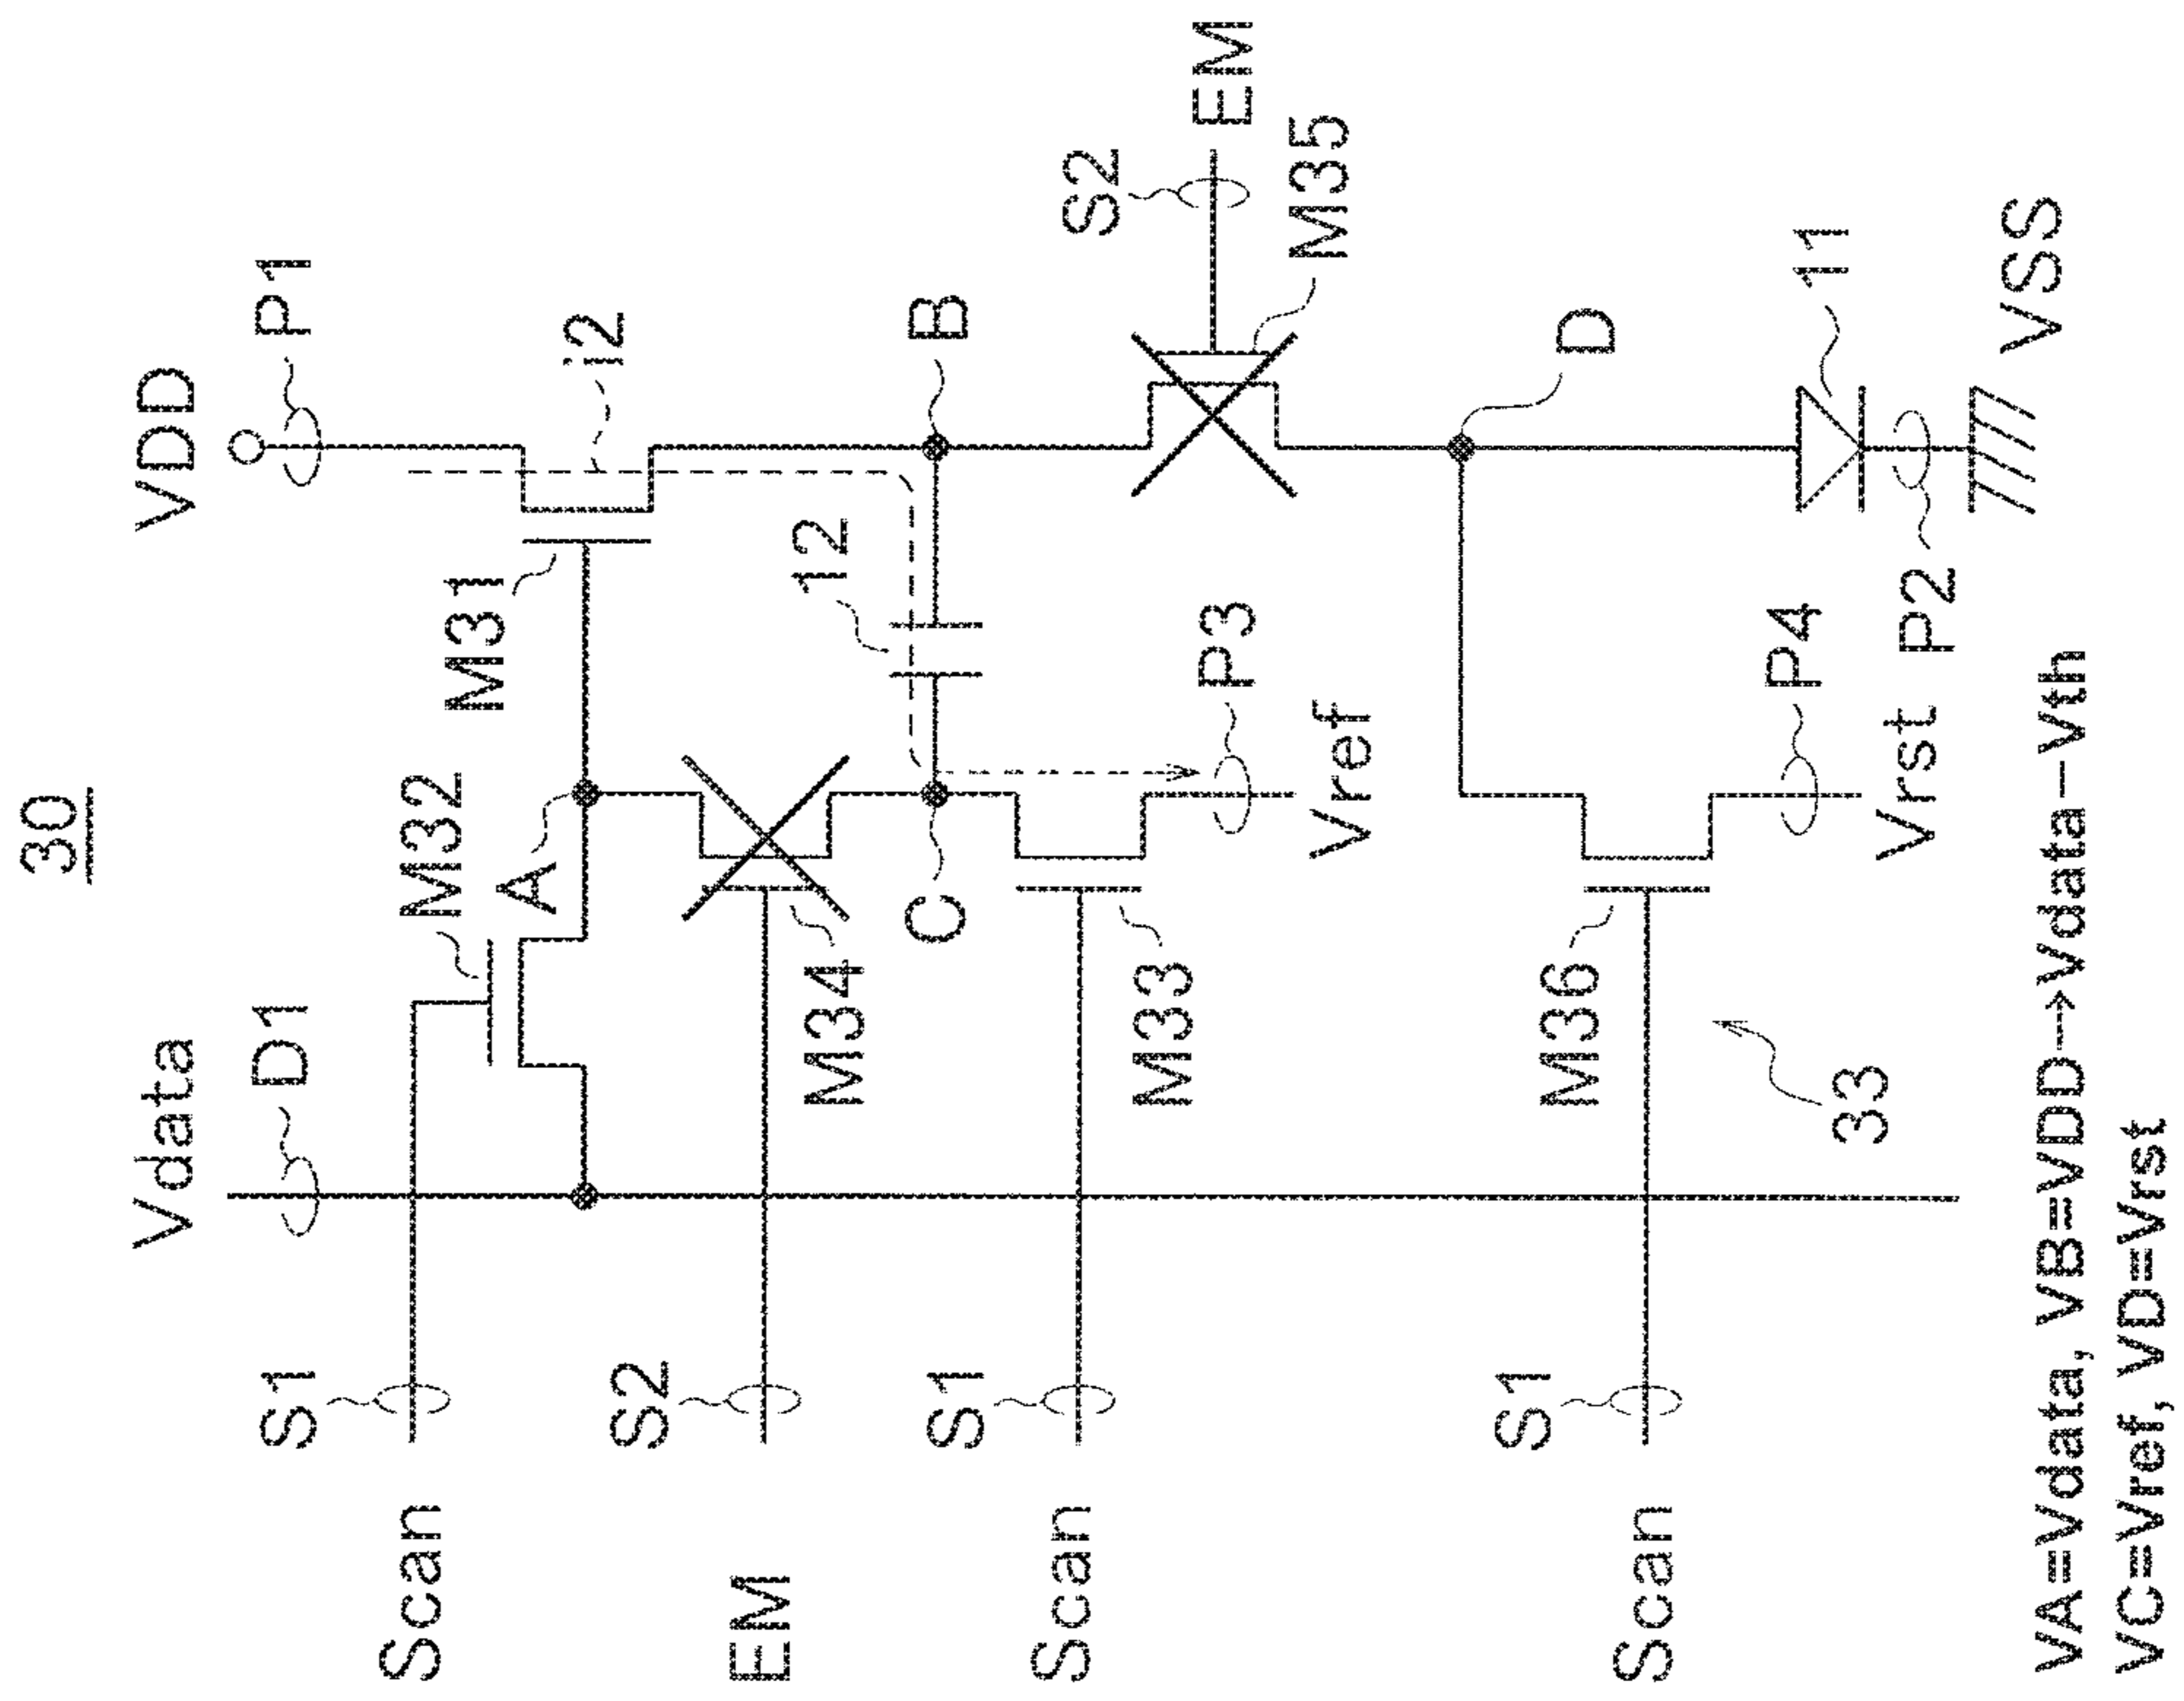 30
VDD
P1
Vdata
D1
i2
M31
M32
A
S1
Scan
B
12
S2
EM
M34
C
S2
EM
M35
P3
Vref
S1
Scan
M33
D
11
VSS
P2
P4
Vrst
S1
Scan
M36
33
VA=Vdata, VB=VDD→Vdata-Vth
VC=Vref, VD=Vrst